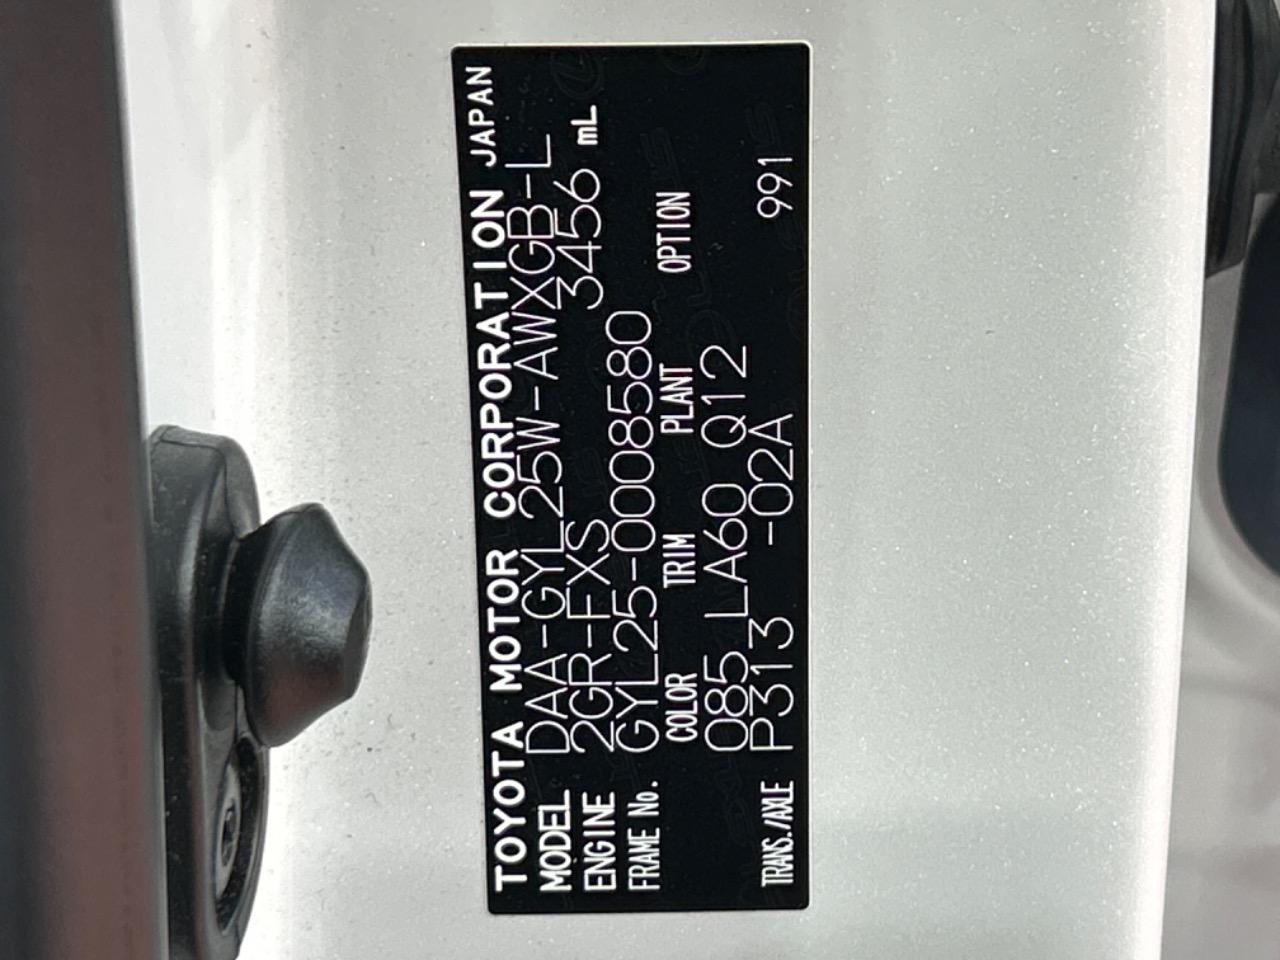 TOYOTA MOTOR CORPORATION JAPAN
MODEL DAA-GYL25W-AWXGB-L
ENGINE 2GR-FXS 3456 mL
FRAME No. GYL25-0008580
COLOR TRIM PLANT OPTION
085 LA60 Q12
TRANS./AXLE P313 -02A 991